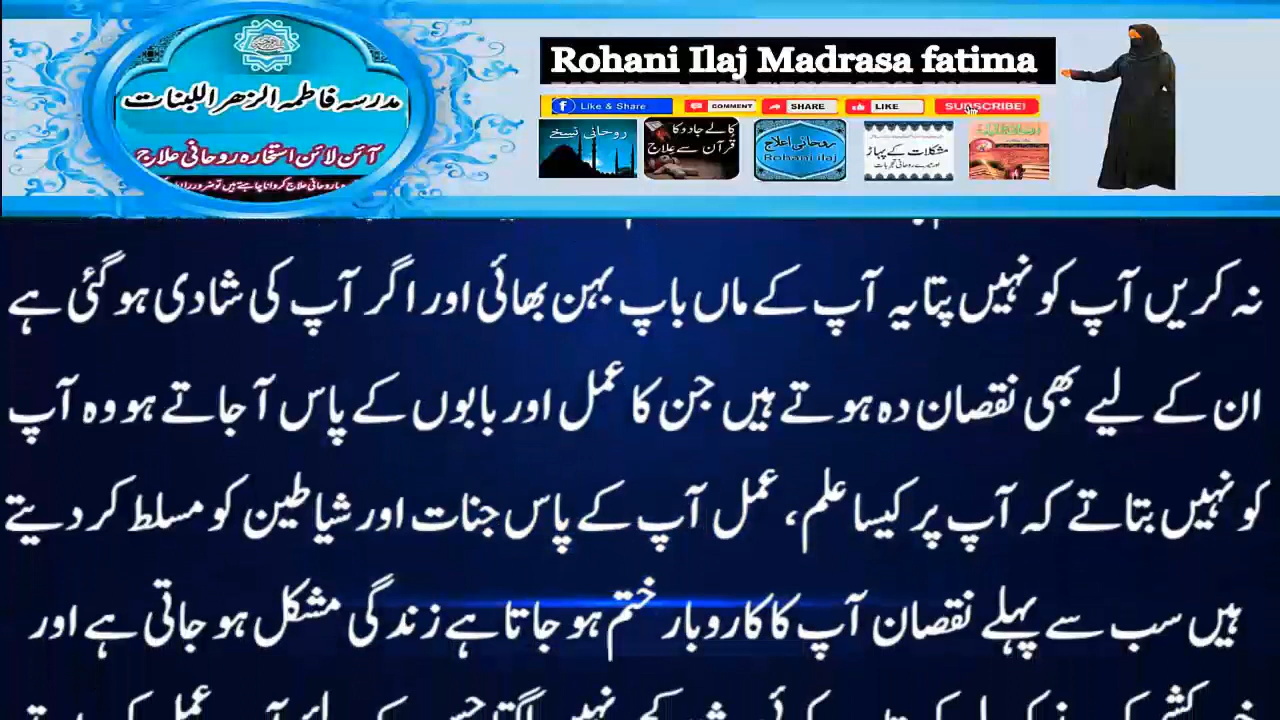 مدرسہ فاطمہ الزھرا للبنات
آئن لائن استخارہ روحانی علاج
Rohani Ilaj Madrasa fatima
Like & Share
COMMENT
SHARE
LIKE
SUBSCRIBE!
روحانی نسخ
کالے جادو کا
قرآن سے علاج
روحانی علاج
Rohani ilaj
مشکلات کے پہاڑ
نہ کریں آپ کو نہیں پتا یہ آپ کے ماں باپ بہن بھائی اور اگر آپ کی شادی ہو گئی ہے
ان کے لیے بھی نقصان دہ ہوتے ہیں جن کا عمل اور بابوں کے پاس آ جاتے ہو وہ آپ
کو نہیں بتاتے کہ آپ پر کیسا علم، عمل آپ کے پاس جنات اور شیاطین کو مسلط کر دیتے
ہیں سب سے پہلے نقصان آپ کا کاروبار ختم ہو جاتا ہے زندگی مشکل ہو جاتی ہے اور